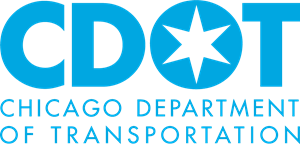 CDOT
CHICAGO DEPARTMENT
OF TRANSPORTATION